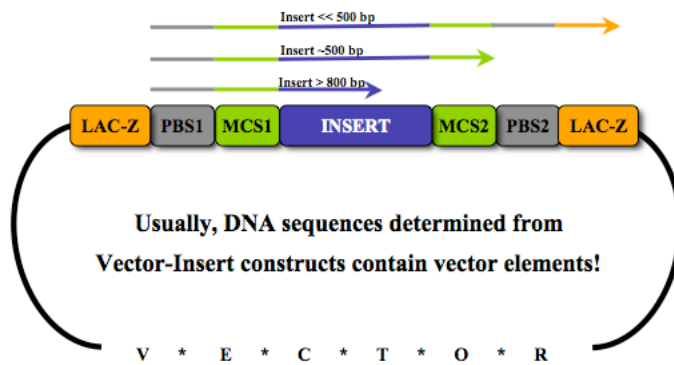 Insert << 500 bp
Insert ~500 bp
Insert > 800 bp
LAC-Z PBS1 MCS1 INSERT MCS2 PBS2 LAC-Z
Usually, DNA sequences determined from
Vector-Insert constructs contain vector elements!
V * E * C * T * O * R